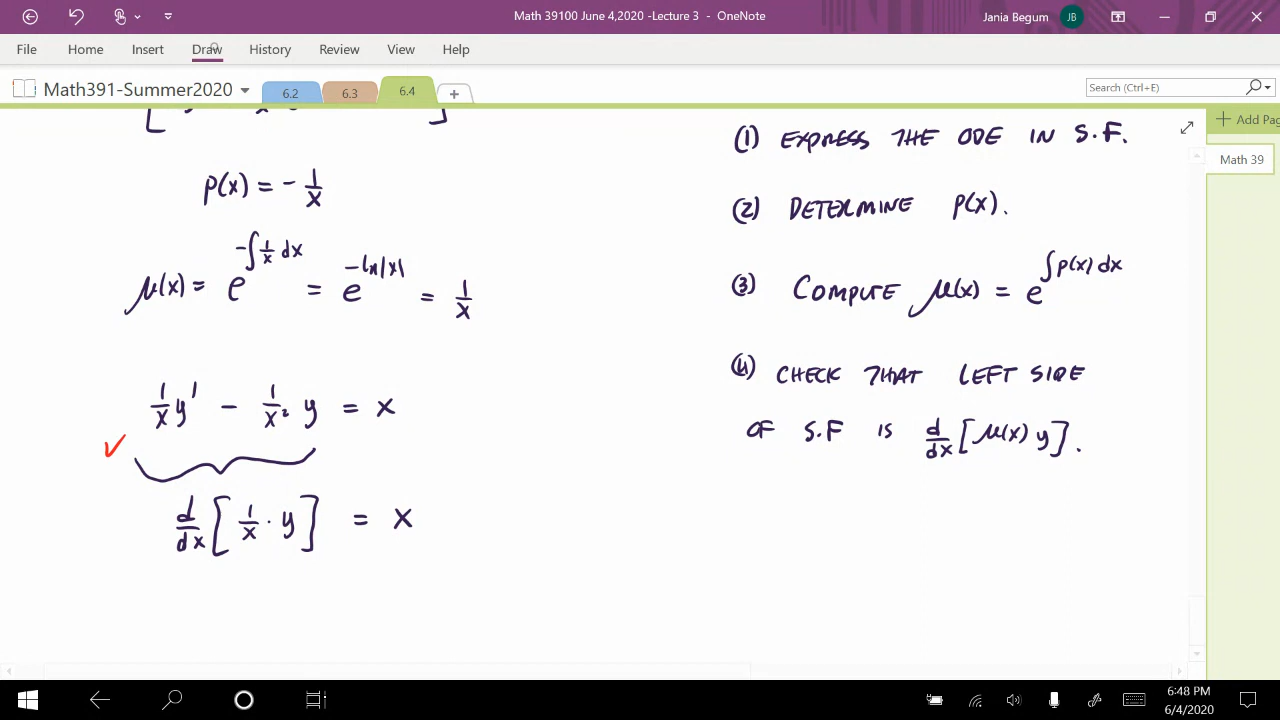 Math 39100 June 4,2020 -Lecture 3 - OneNote
Jania Begum JB
File Home Insert Draw History Review View Help
Math391-Summer2020
6.2 6.3 6.4
Search (Ctrl+E)
Add Pag
Math 39
p(x) = - 1/x
μ(x) = e^{-∫ 1/x dx} = e^{-ln|x|} = 1/x
1/x y' - 1/x² y = x
✓
d/dx [1/x · y] = x
(1) EXPRESS THE ODE IN S.F.
(2) DETERMINE p(x).
(3) COMPUTE μ(x) = e^{∫p(x) dx}
(4) CHECK THAT LEFT SIDE
OF S.F IS d/dx [μ(x) y].
6:48 PM
6/4/2020